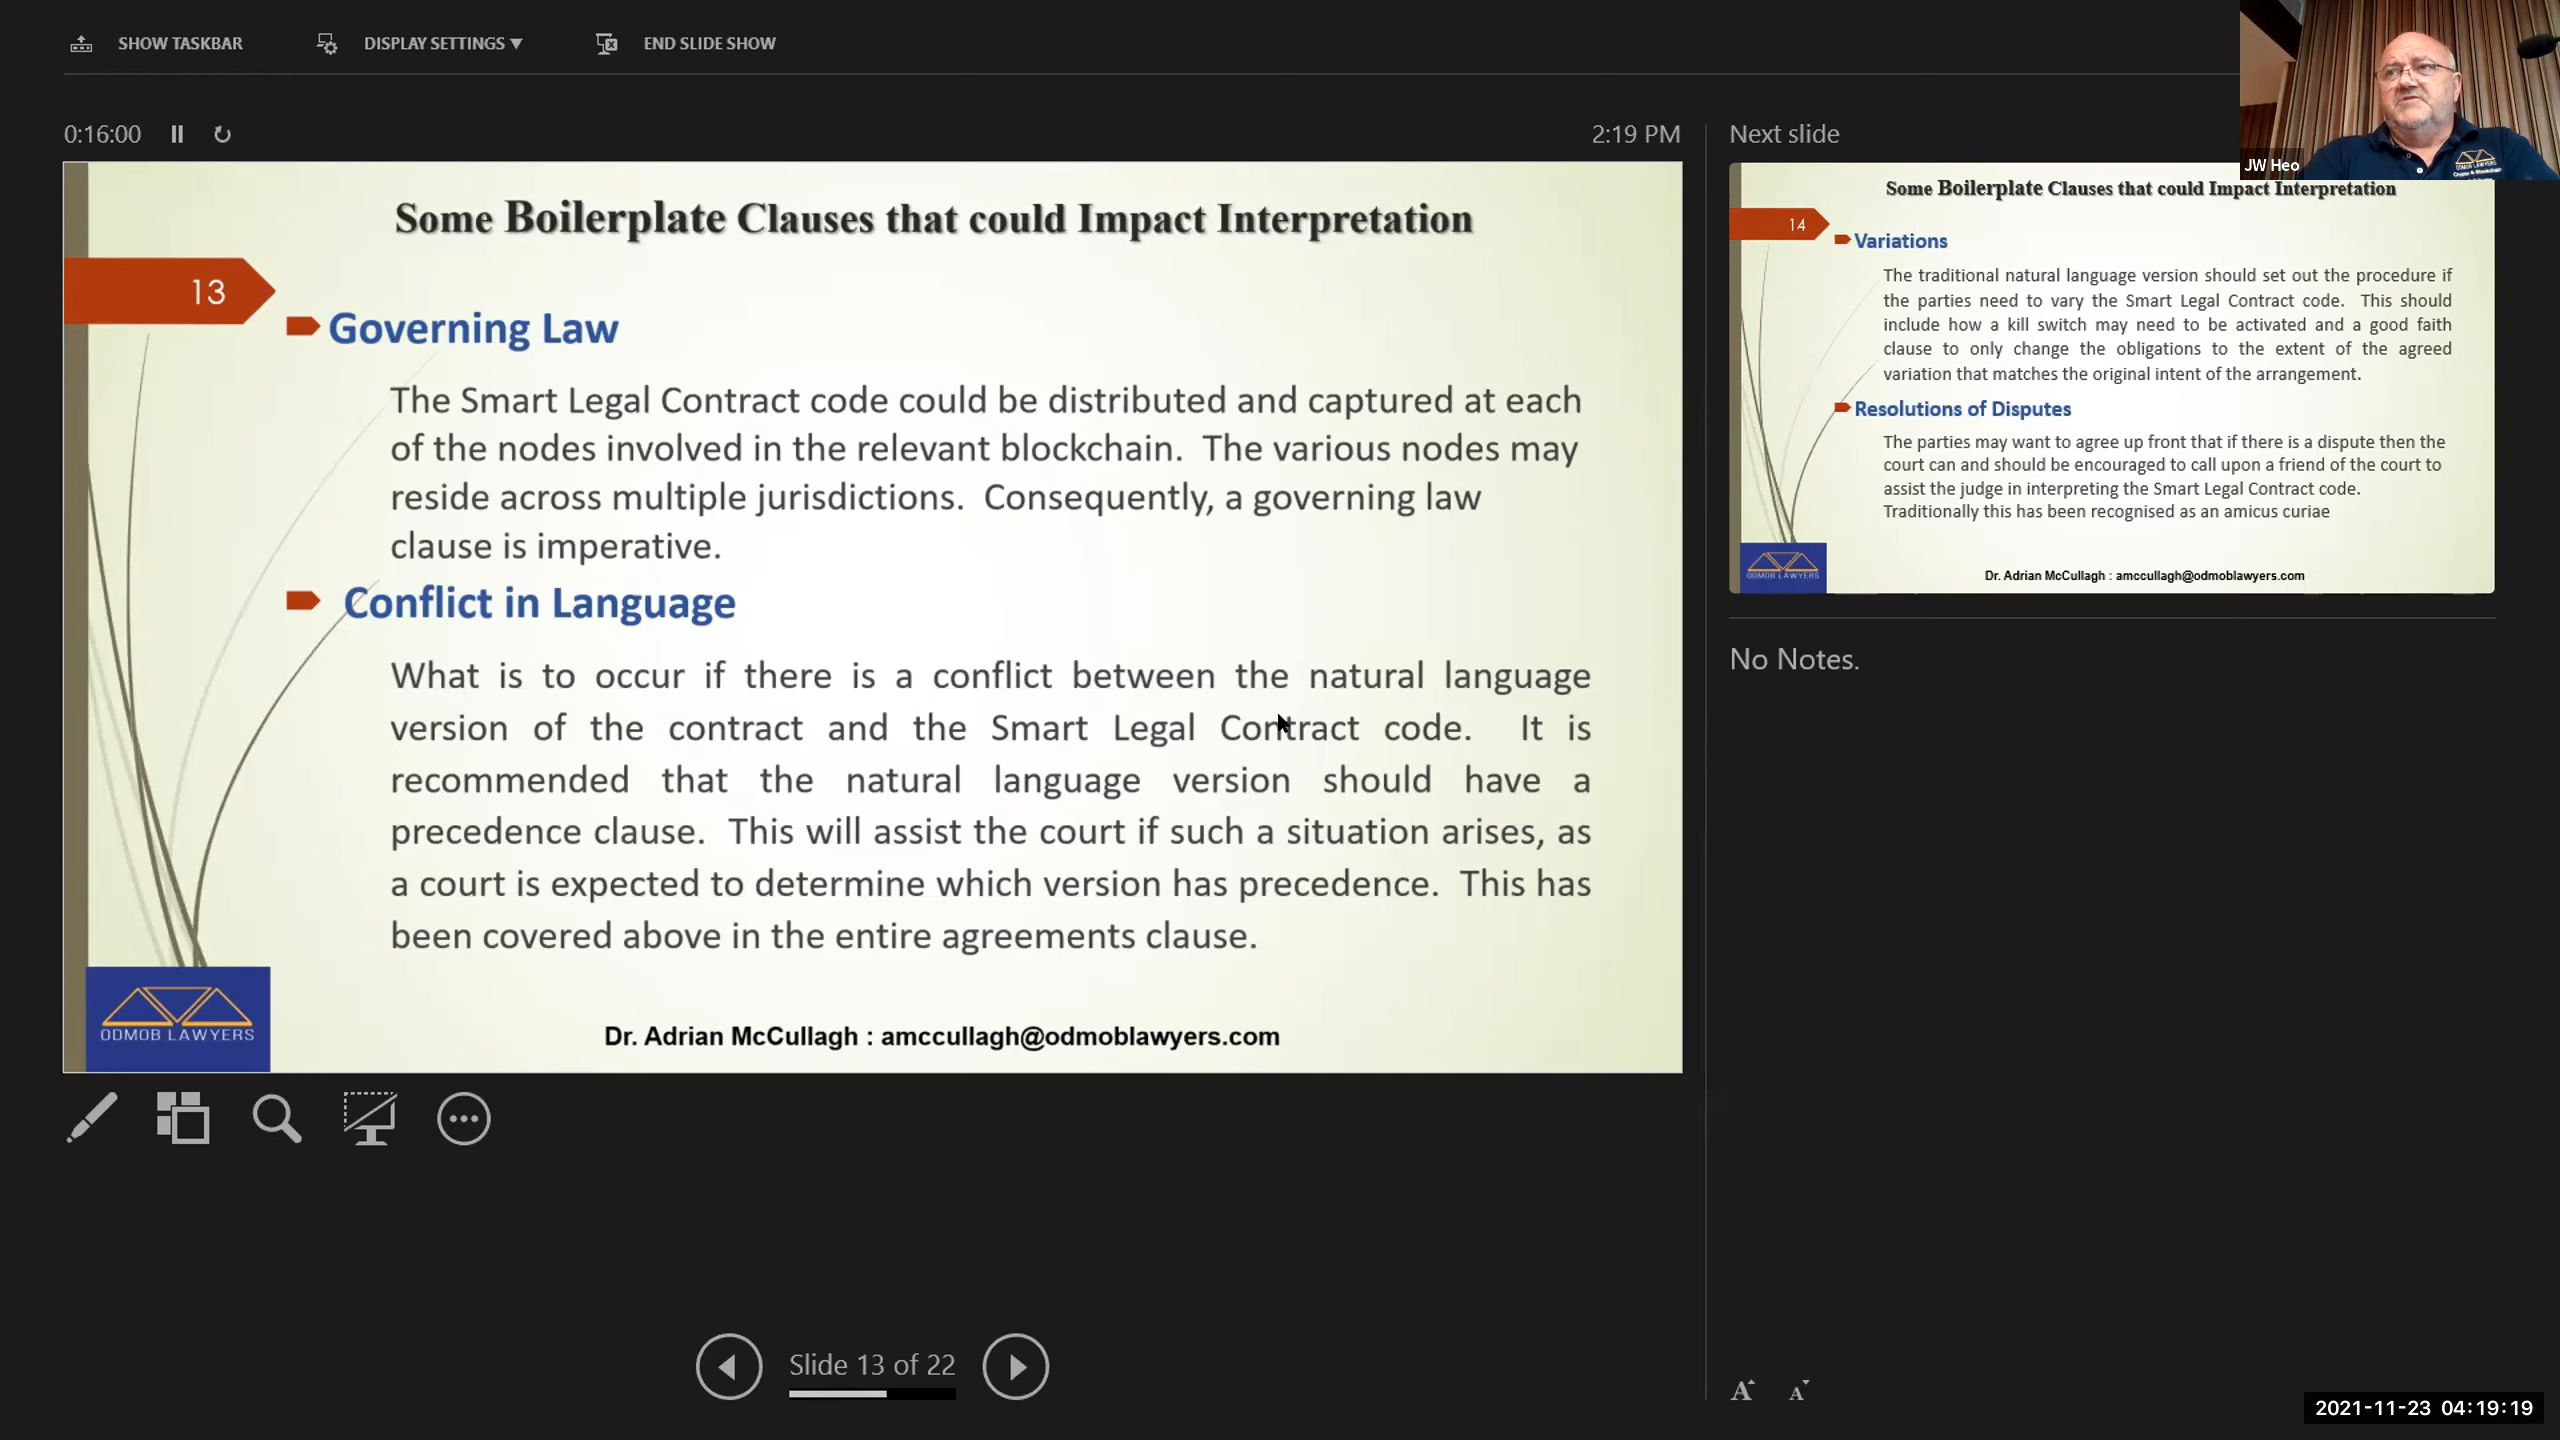 SHOW TASKBAR
DISPLAY SETTINGS ▼
END SLIDE SHOW
0:16:00
2:19 PM
Some Boilerplate Clauses that could Impact Interpretation
13
Governing Law
The Smart Legal Contract code could be distributed and captured at each
of the nodes involved in the relevant blockchain. The various nodes may
reside across multiple jurisdictions. Consequently, a governing law
clause is imperative.
Conflict in Language
What is to occur if there is a conflict between the natural language
version of the contract and the Smart Legal Contract code. It is
recommended that the natural language version should have a
precedence clause. This will assist the court if such a situation arises, as
a court is expected to determine which version has precedence. This has
been covered above in the entire agreements clause.
ODMOB LAWYERS
Dr. Adrian McCullagh : amccullagh@odmoblawyers.com
Slide 13 of 22
Next slide
JW Heo
ODMOB LAWYERS
Some Boilerplate Clauses that could Impact Interpretation
14
Variations
The traditional natural language version should set out the procedure if
the parties need to vary the Smart Legal Contract code. This should
include how a kill switch may need to be activated and a good faith
clause to only change the obligations to the extent of the agreed
variation that matches the original intent of the arrangement.
Resolutions of Disputes
The parties may want to agree up front that if there is a dispute then the
court can and should be encouraged to call upon a friend of the court to
assist the judge in interpreting the Smart Legal Contract code.
Traditionally this has been recognised as an amicus curiae
ODMOB LAWYERS
Dr. Adrian McCullagh : amccullagh@odmoblawyers.com
No Notes.
A A
2021-11-23 04:19:19